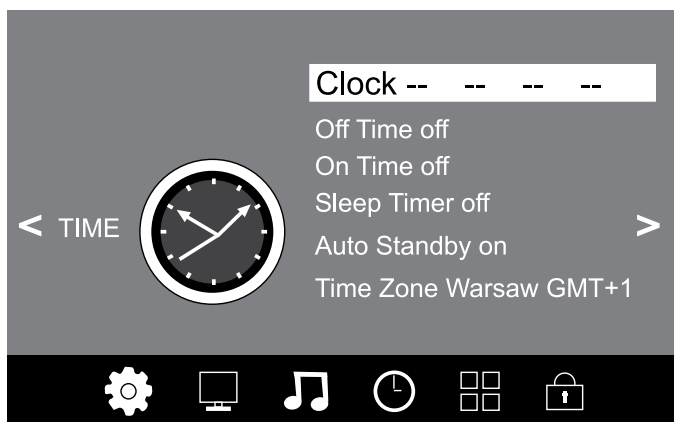 Clock -- -- -- --
Off Time off
On Time off
Sleep Timer off
< TIME >
Auto Standby on
Time Zone Warsaw GMT+1